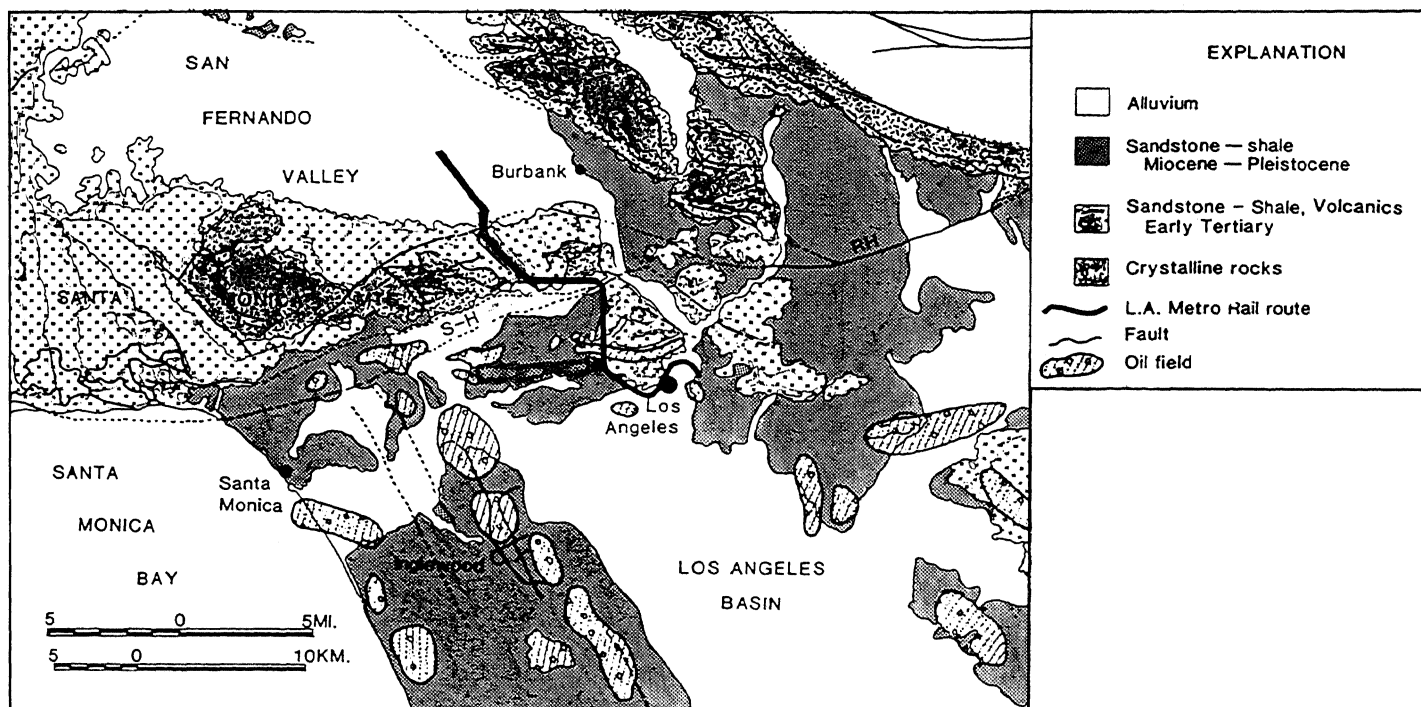 SAN
FERNANDO
VALLEY
Burbank
RH
SANTA
MONICA
MTS.
S-H
Los
Angeles
Santa
Monica
SANTA
MONICA
BAY
Inglewood
LOS ANGELES
BASIN
5 0 5MI.
5 0 10KM.
EXPLANATION
Alluvium
Sandstone — shale
Miocene — Pleistocene
Sandstone - Shale, Volcanics
Early Tertiary
Crystalline rocks
L.A. Metro Rail route
Fault
Oil field